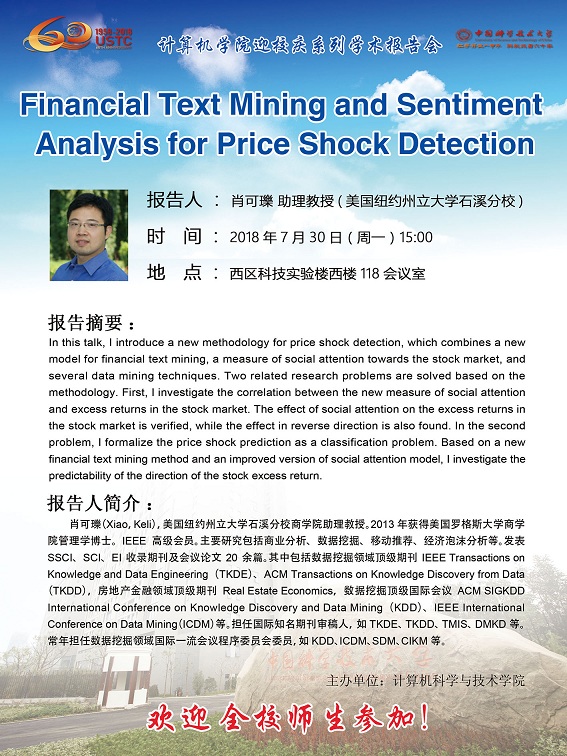 1958-2018
USTC
计算机学院迎校庆系列学术报告会
中国科学技术大学
Financial Text Mining and Sentiment
Analysis for Price Shock Detection
报告人 ： 肖可瓅 助理教授 ( 美国纽约州立大学石溪分校 )
时 间 ： 2018 年 7 月 30 日 ( 周一 ) 15:00
地 点 ： 西区科技实验楼西楼 118 会议室
报告摘要：
In this talk, I introduce a new methodology for price shock detection, which combines a new
model for financial text mining, a measure of social attention towards the stock market, and
several data mining techniques. Two related research problems are solved based on the
methodology. First, I investigate the correlation between the new measure of social attention
and excess returns in the stock market. The effect of social attention on the excess returns in
the stock market is verified, while the effect in reverse direction is also found. In the second
problem, I formalize the price shock prediction as a classification problem. Based on a new
financial text mining method and an improved version of social attention model, I investigate the
predictability of the direction of the stock excess return.
报告人简介：
肖可瓅(Xiao, Keli)，美国纽约州立大学石溪分校商学院助理教授。2013 年获得美国罗格斯大学商学
院管理学博士。IEEE 高级会员。主要研究包括商业分析、数据挖掘、移动推荐、经济泡沫分析等。发表
SSCI、SCI、EI 收录期刊及会议论文 20 余篇。其中包括数据挖掘领域顶级期刊 IEEE Transactions on
Knowledge and Data Engineering（TKDE）、ACM Transactions on Knowledge Discovery from Data
（TKDD），房地产金融领域顶级期刊 Real Estate Economics，数据挖掘顶级国际会议 ACM SIGKDD
International Conference on Knowledge Discovery and Data Mining（KDD）、IEEE International
Conference on Data Mining(ICDM)等。担任国际知名期刊审稿人，如 TKDE、TKDD、TMIS、DMKD 等。
常年担任数据挖掘领域国际一流会议程序委员会委员，如 KDD、ICDM、SDM、CIKM 等。
主办单位：计算机科学与技术学院
欢迎全校师生参加！